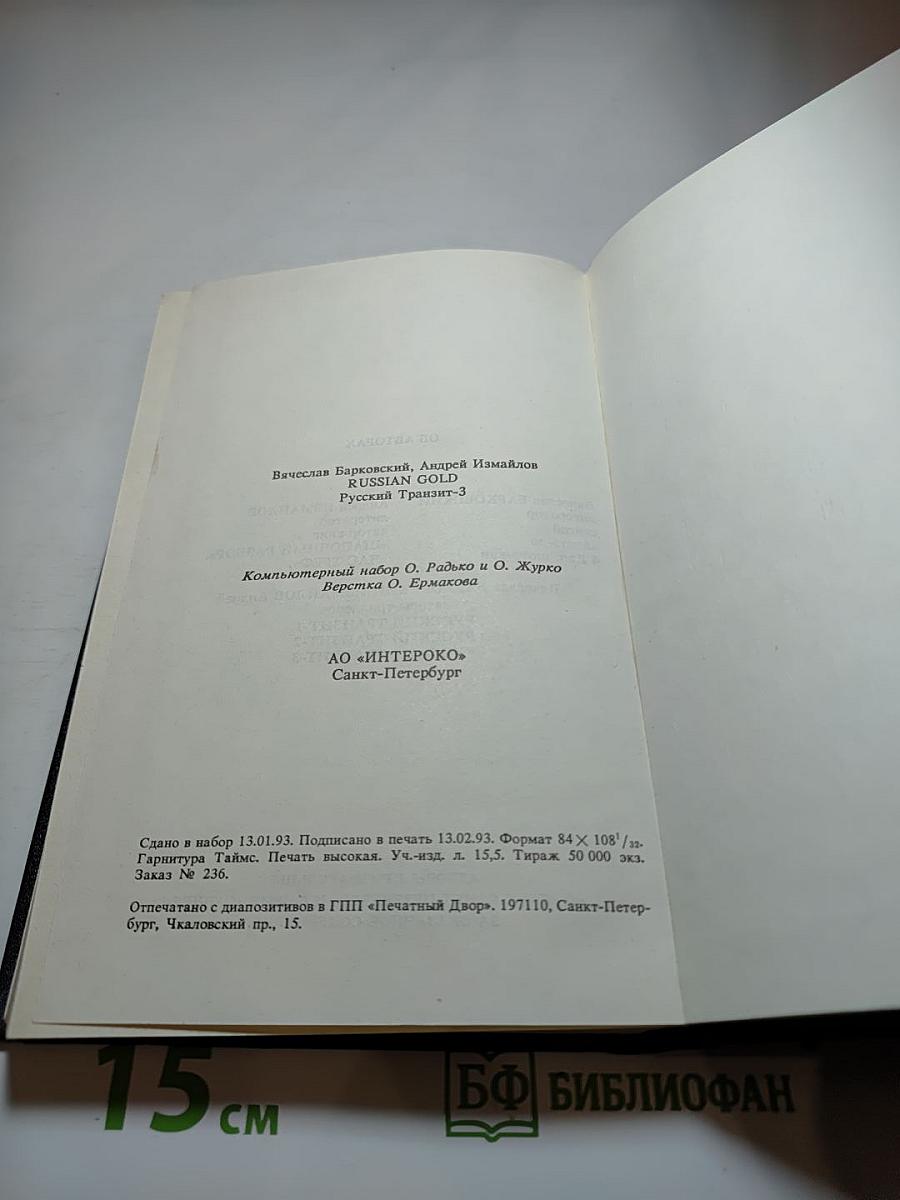 Вячеслав Барковский, Андрей Измайлов
RUSSIAN GOLD
Русский Транзит-3
Компьютерный набор О. Радько и О. Журко
Верстка О. Ермакова
АО «ИНТЕРОКО»
Санкт-Петербург
Сдано в набор 13.01.93. Подписано в печать 13.02.93. Формат 84 × 108¹/₃₂.
Гарнитура Таймс. Печать высокая. Уч.-изд. л. 15,5. Тираж 50 000 экз.
Заказ № 236.
Отпечатано с диапозитивов в ГПП «Печатный Двор». 197110, Санкт-Петер-
бург, Чкаловский пр., 15.
15 см
БФ БИБЛИОФАН